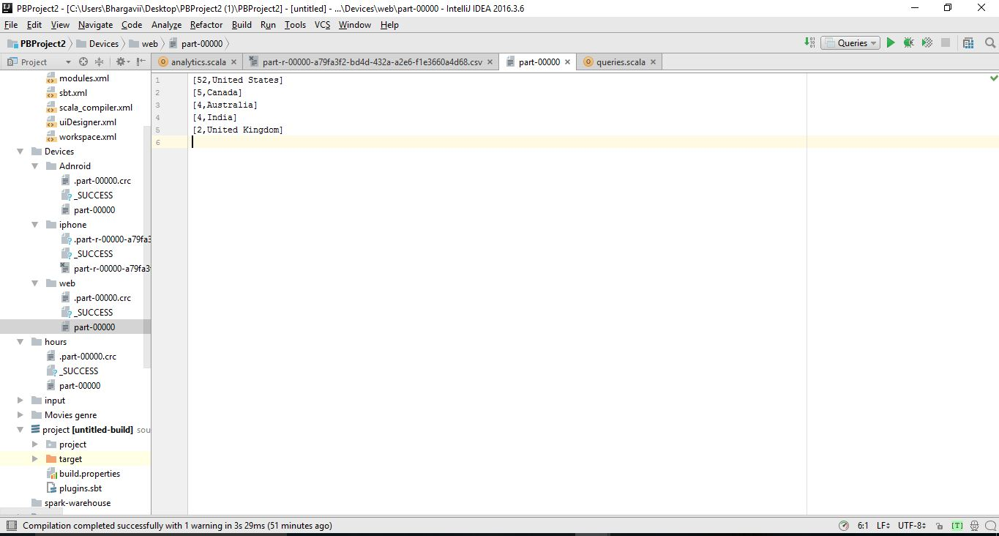 PBProject2 - [C:\Users\Bhargavii\Desktop\PBProject2 (1)\PBProject2] - [untitled] - ...\Devices\web\part-00000 - IntelliJ IDEA 2016.3.6
File Edit View Navigate Code Analyze Refactor Build Run Tools VCS Window Help
PBProject2 Devices web part-00000 Queries
Project analytics.scala part-r-00000-a79fa3f2-bd4d-432a-a2e6-f1e3660a4d68.csv part-00000 queries.scala
modules.xml
sbt.xml
scala_compiler.xml
uiDesigner.xml
workspace.xml
Devices
Adnroid
.part-00000.crc
_SUCCESS
part-00000
iphone
.part-r-00000-a79fa3
_SUCCESS
part-r-00000-a79fa3
web
.part-00000.crc
_SUCCESS
part-00000
hours
.part-00000.crc
_SUCCESS
part-00000
input
Movies genre
project [untitled-build] sou
project
target
build.properties
plugins.sbt
spark-warehouse
1 [52,United States]
2 [5,Canada]
3 [4,Australia]
4 [4,India]
5 [2,United Kingdom]
6
Compilation completed successfully with 1 warning in 3s 29ms (51 minutes ago) 6:1 LF UTF-8 [T]